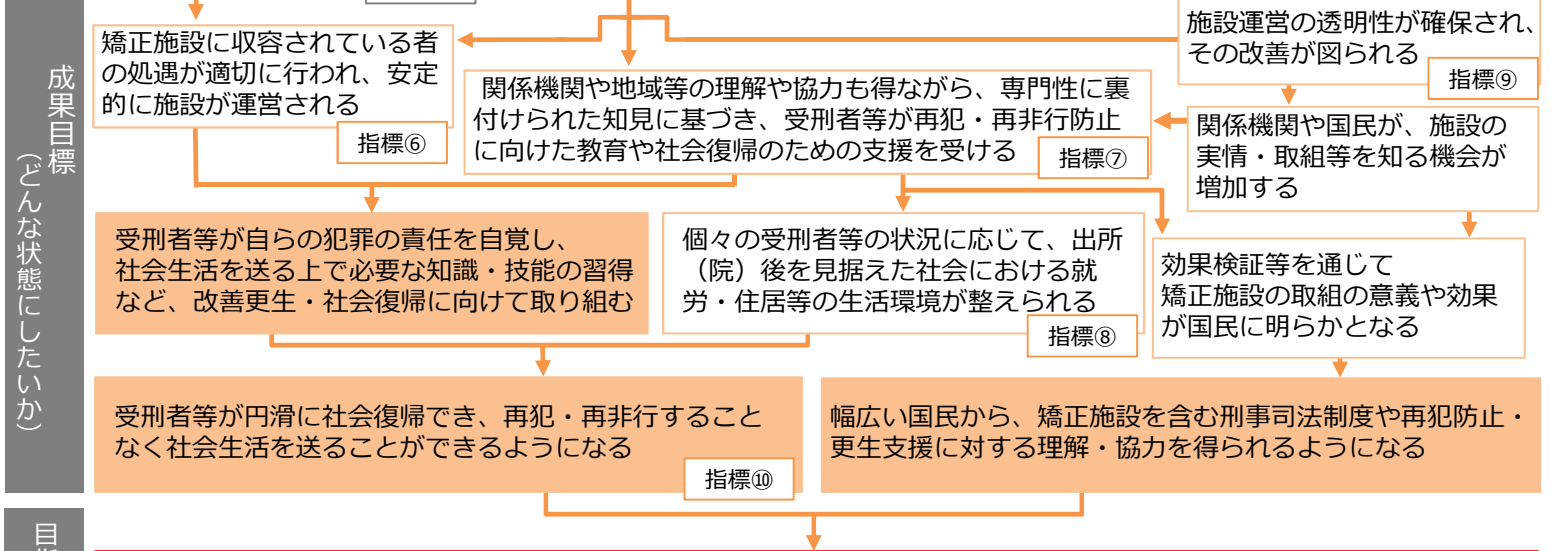 成果目標
（どんな状態にしたいか）
矯正施設に収容されている者
の処遇が適切に行われ、安定
的に施設が運営される
指標⑥
関係機関や地域等の理解や協力も得ながら、専門性に裏
付けられた知見に基づき、受刑者等が再犯・再非行防止
に向けた教育や社会復帰のための支援を受ける
指標⑦
施設運営の透明性が確保され、
その改善が図られる
指標⑨
関係機関や国民が、施設の
実情・取組等を知る機会が
増加する
受刑者等が自らの犯罪の責任を自覚し、
社会生活を送る上で必要な知識・技能の習得
など、改善更生・社会復帰に向けて取り組む
個々の受刑者等の状況に応じて、出所
（院）後を見据えた社会における就
労・住居等の生活環境が整えられる
指標⑧
効果検証等を通じて
矯正施設の取組の意義や効果
が国民に明らかとなる
受刑者等が円滑に社会復帰でき、再犯・再非行すること
なく社会生活を送ることができるようになる
指標⑩
幅広い国民から、矯正施設を含む刑事司法制度や再犯防止・
更生支援に対する理解・協力を得られるようになる
目